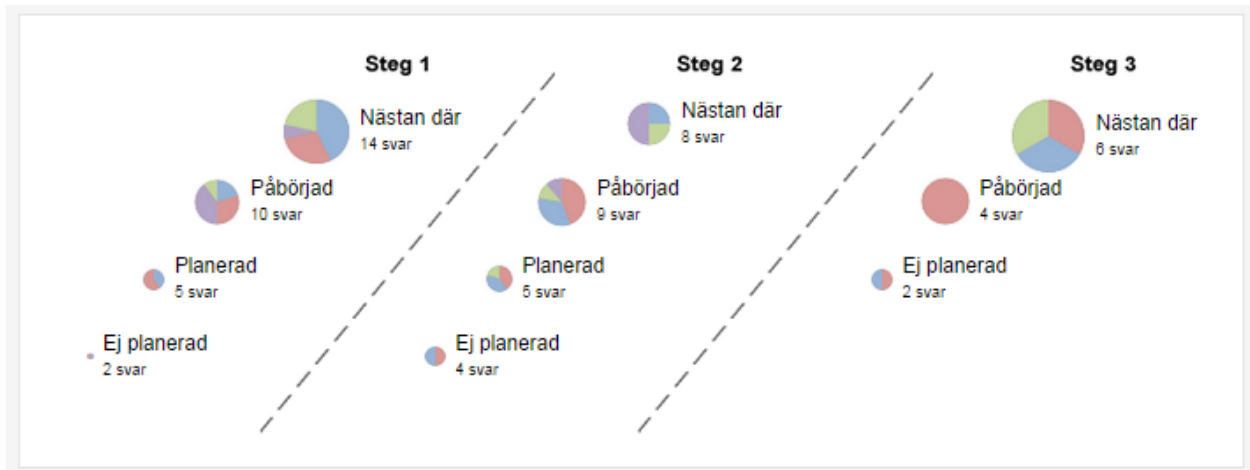 Steg 1
Nästan där
14 svar
Påbörjad
10 svar
Planerad
5 svar
Ej planerad
2 svar
Steg 2
Nästan där
8 svar
Påbörjad
9 svar
Planerad
5 svar
Ej planerad
4 svar
Steg 3
Nästan där
6 svar
Påbörjad
4 svar
Ej planerad
2 svar